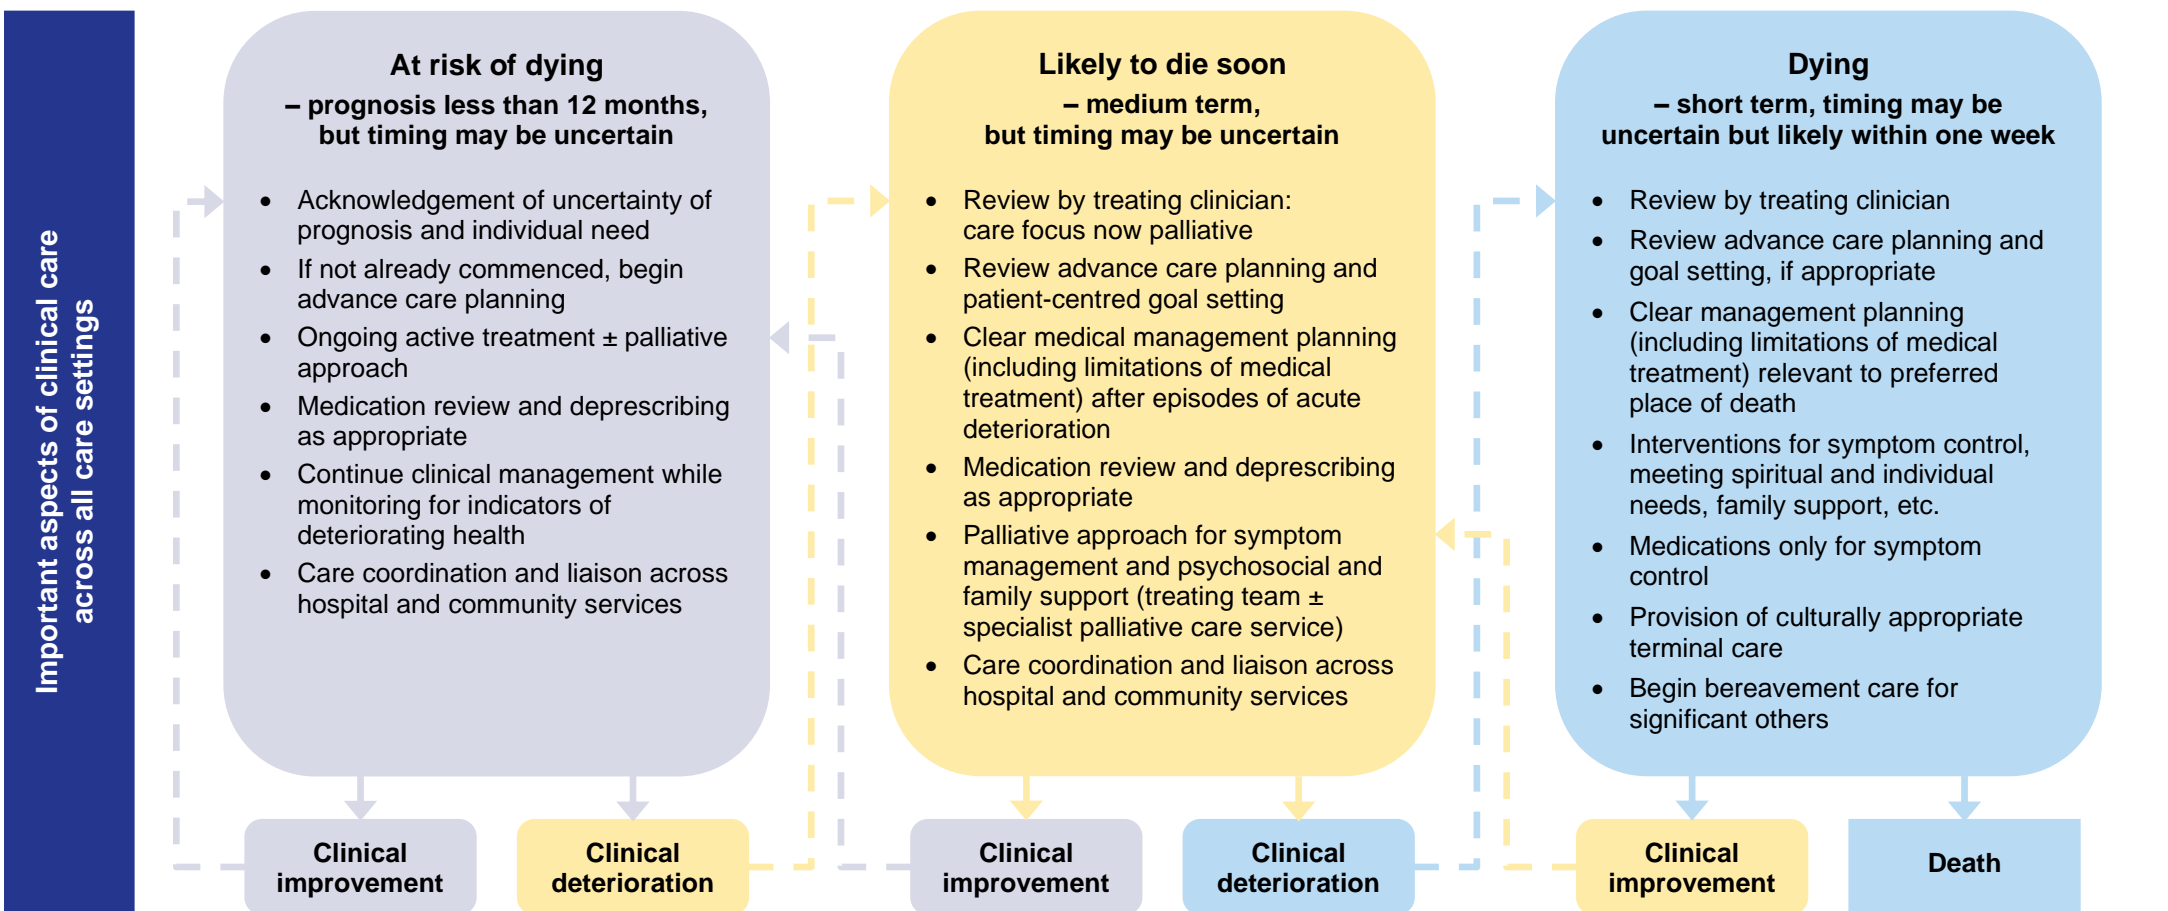 Important aspects of clinical care
across all care settings
At risk of dying
– prognosis less than 12 months,
but timing may be uncertain
• Acknowledgement of uncertainty of
prognosis and individual need
• If not already commenced, begin
advance care planning
• Ongoing active treatment ± palliative
approach
• Medication review and deprescribing
as appropriate
• Continue clinical management while
monitoring for indicators of
deteriorating health
• Care coordination and liaison across
hospital and community services
Clinical
improvement
Clinical
deterioration
Likely to die soon
– medium term,
but timing may be uncertain
• Review by treating clinician:
care focus now palliative
• Review advance care planning and
patient-centred goal setting
• Clear medical management planning
(including limitations of medical
treatment) after episodes of acute
deterioration
• Medication review and deprescribing
as appropriate
• Palliative approach for symptom
management and psychosocial and
family support (treating team ±
specialist palliative care service)
• Care coordination and liaison across
hospital and community services
Clinical
improvement
Clinical
deterioration
Dying
– short term, timing may be
uncertain but likely within one week
• Review by treating clinician
• Review advance care planning and
goal setting, if appropriate
• Clear management planning
(including limitations of medical
treatment) relevant to preferred
place of death
• Interventions for symptom control,
meeting spiritual and individual
needs, family support, etc.
• Medications only for symptom
control
• Provision of culturally appropriate
terminal care
• Begin bereavement care for
significant others
Clinical
improvement
Death